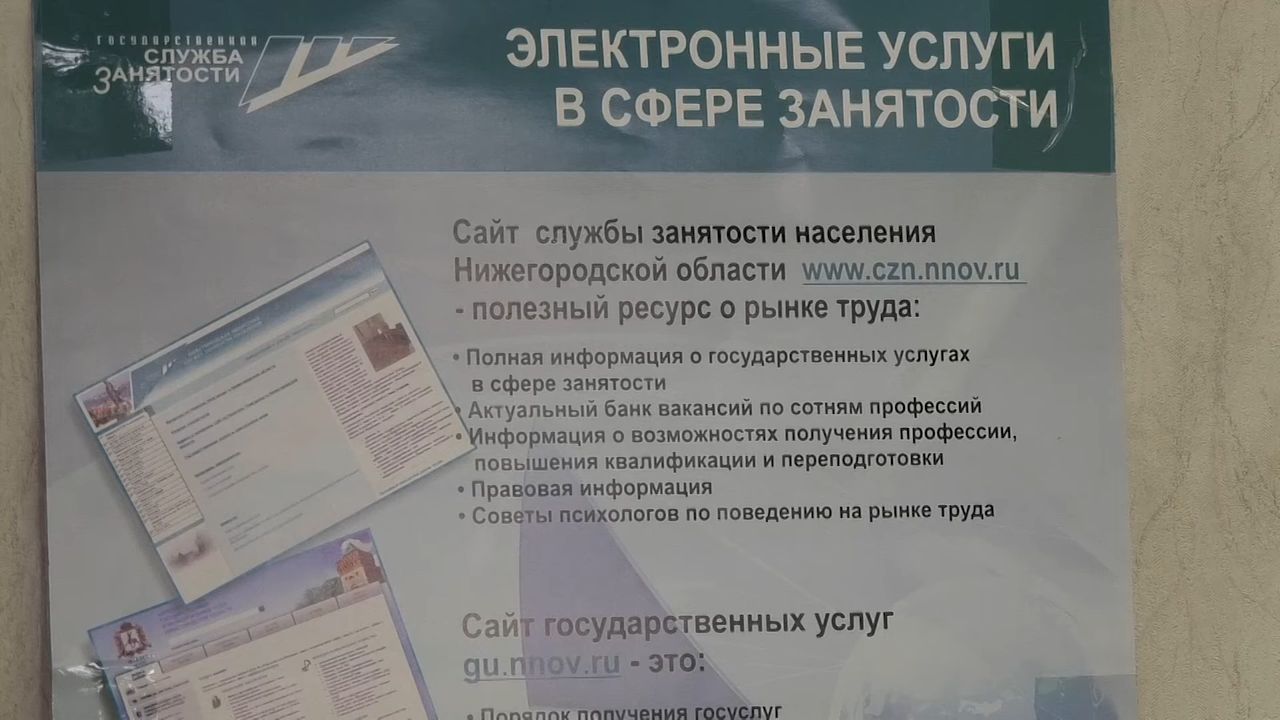 ГОСУДАРСТВЕННАЯ
СЛУЖБА
ЗАНЯТОСТИ
ЭЛЕКТРОННЫЕ УСЛУГИ
В СФЕРЕ ЗАНЯТОСТИ
Сайт службы занятости населения
Нижегородской области www.czn.nnov.ru
- полезный ресурс о рынке труда:
• Полная информация о государственных услугах
в сфере занятости
• Актуальный банк вакансий по сотням профессий
• Информация о возможностях получения профессии,
повышения квалификации и переподготовки
• Правовая информация
• Советы психологов по поведению на рынке труда
Сайт государственных услуг
gu.nnov.ru - это:
• Порядок получения госуслуг